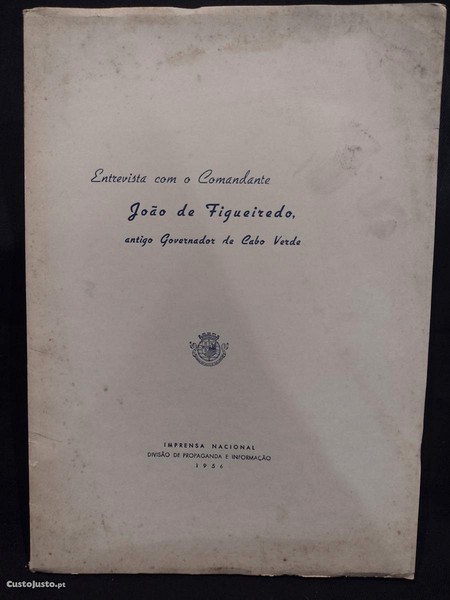 Entrevista com o Comandante
João de Figueiredo,
antigo Governador de Cabo Verde
IMPRENSA NACIONAL
DIVISÃO DE PROPAGANDA E INFORMAÇÃO
1956
CustoJusto.pt